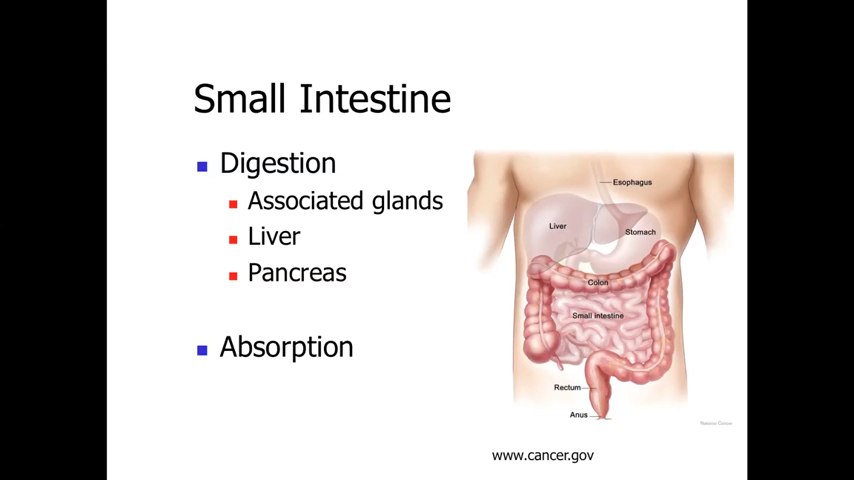 Small Intestine
Digestion
Associated glands
Liver
Pancreas
Absorption
Esophagus
Liver
Stomach
Colon
Small intestine
Rectum
Anus
www.cancer.gov